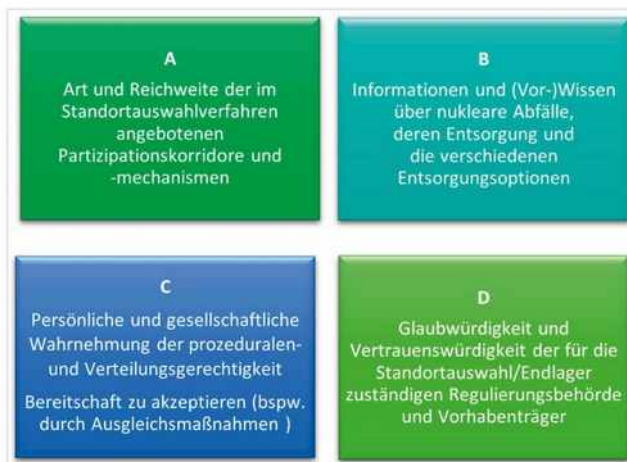 A
Art und Reichweite der im
Standortauswahlverfahren
angebotenen
Partizipationskorridore und
-mechanismen
B
Informationen und (Vor-)Wissen
über nukleare Abfälle,
deren Entsorgung und
die verschiedenen
Entsorgungsoptionen
C
Persönliche und gesellschaftliche
Wahrnehmung der prozeduralen-
und Verteilungsgerechtigkeit
Bereitschaft zu akzeptieren (bspw.
durch Ausgleichsmaßnahmen )
D
Glaubwürdigkeit und
Vertrauenswürdigkeit der für die
Standortauswahl/Endlager
zuständigen Regulierungsbehörde
und Vorhabenträger